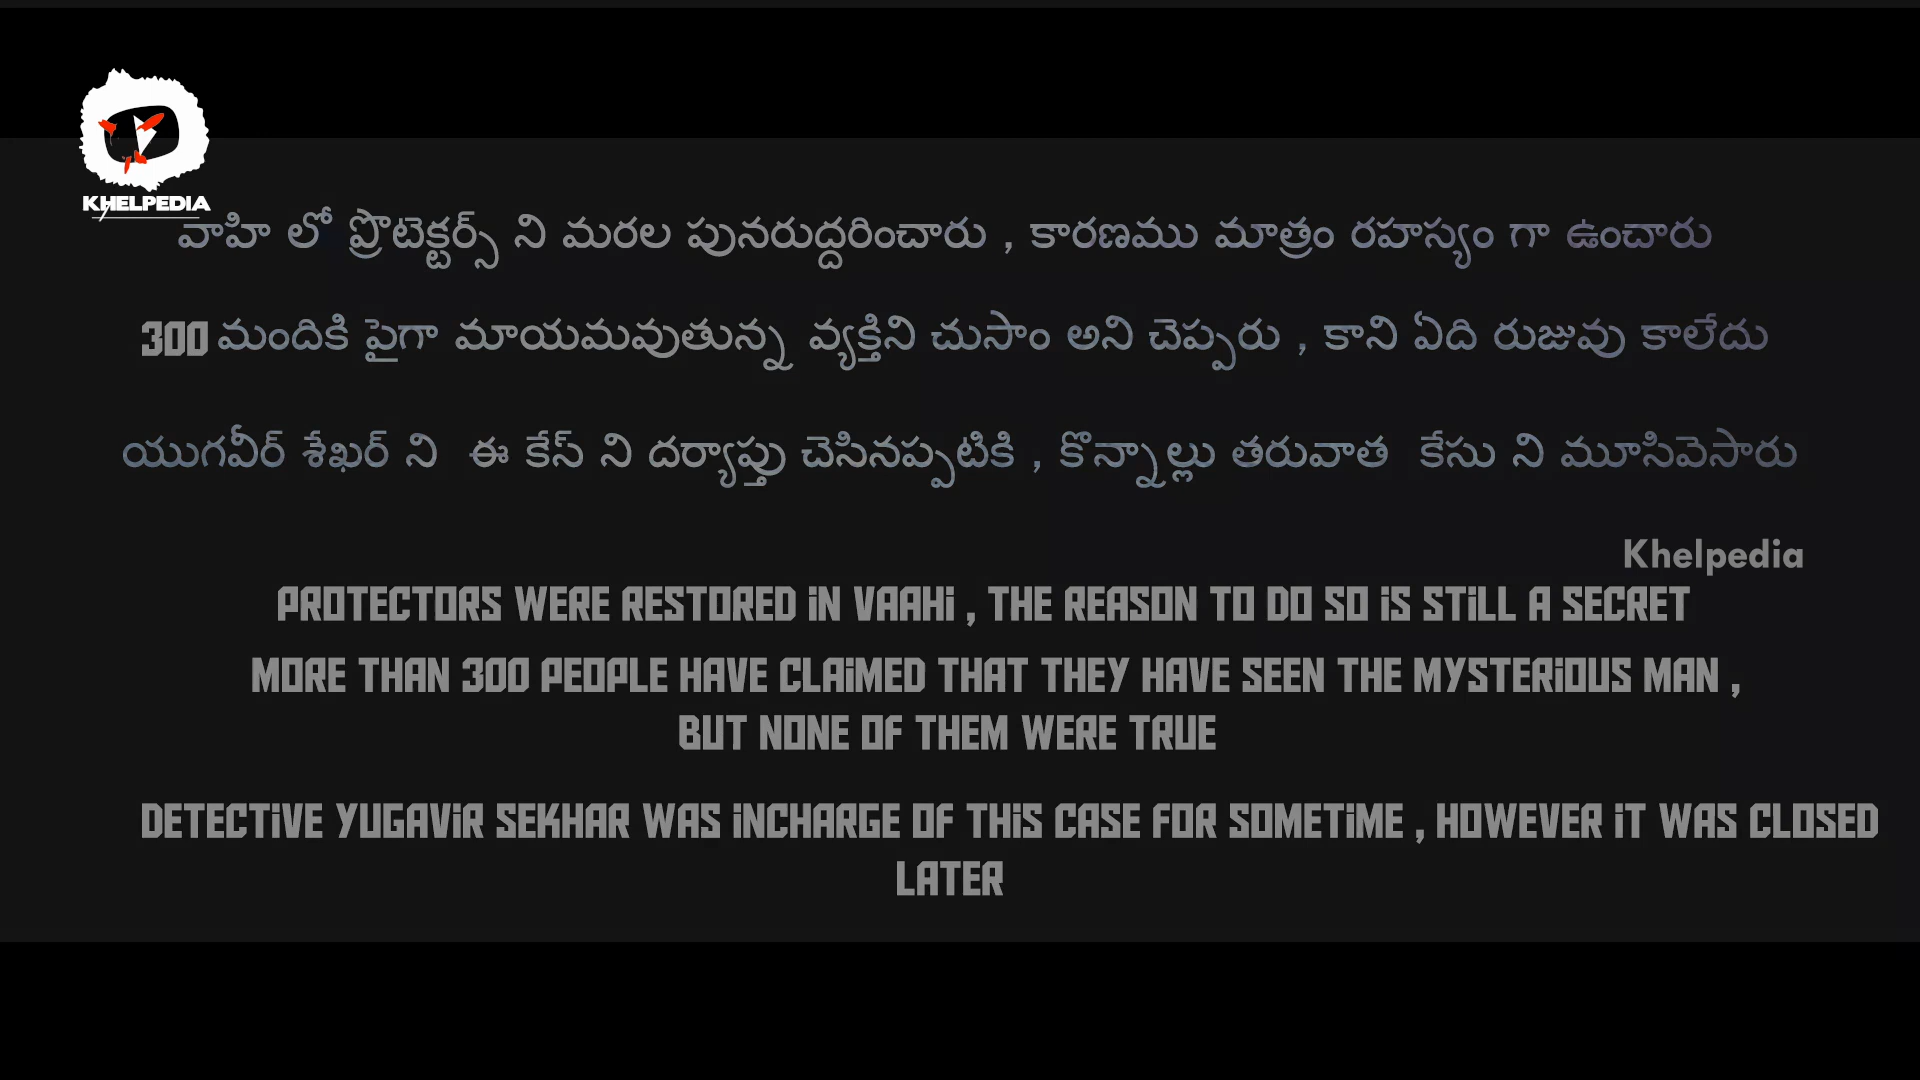 KHELPEDIA
వాహి లో ప్రొటెక్టర్స్ ని మరల పునరుద్దరించారు , కారణము మాత్రం రహస్యం గా ఉంచారు
300 మందికి పైగా మాయమవుతున్న వ్యక్తిని చుసాం అని చెప్పరు , కాని ఏది రుజువు కాలేదు
యుగవీర్ శేఖర్ ని ఈ కేస్ ని దర్యాప్తు చెసినప్పటికి , కొన్నాల్లు తరువాత కేసు ని మూసివెసారు
Khelpedia
PROTECTORS WERE RESTORED iN VAAHi , THE REASON TO DO SO iS STiLL A SECRET
MORE THAN 300 PEOPLE HAVE CLAiMED THAT THEY HAVE SEEN THE MYSTERiOUS MAN ,
BUT NONE OF THEM WERE TRUE
DETECTiVE YUGAViR SEKHAR WAS iNCHARGE OF THiS CASE FOR SOMETiME , HOWEVER iT WAS CLOSED
LATER